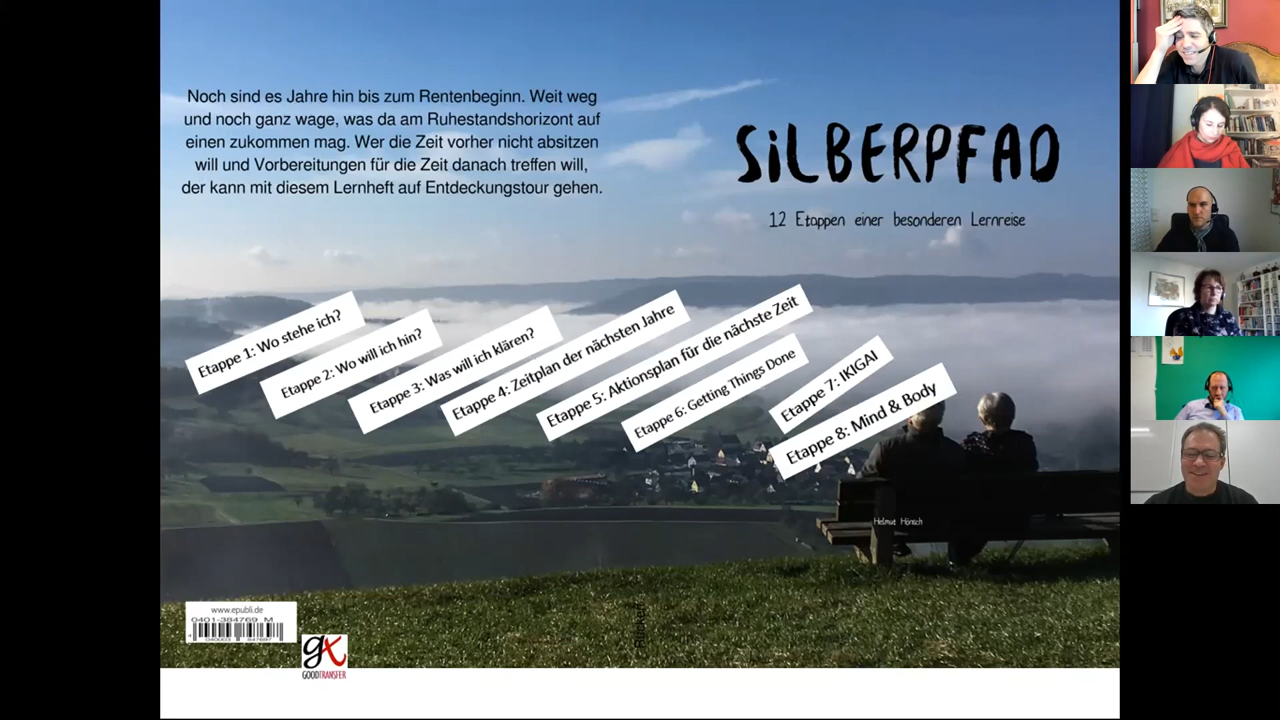 Noch sind es Jahre hin bis zum Rentenbeginn. Weit weg
und noch ganz wage, was da am Ruhestandshorizont auf
einen zukommen mag. Wer die Zeit vorher nicht absitzen
will und Vorbereitungen für die Zeit danach treffen will,
der kann mit diesem Lernheft auf Entdeckungstour gehen.
SiLBERPFAD
12 Etappen einer besonderen Lernreise
Etappe 1: Wo stehe ich?
Etappe 2: Wo will ich hin?
Etappe 3: Was will ich klären?
Etappe 4: Zeitplan der nächsten Jahre
Etappe 5: Aktionsplan für die nächste Zeit
Etappe 6: Getting Things Done
Etappe 7: IKIGAI
Etappe 8: Mind & Body
Helmut Hönsch
www.epubli.de
0401-384769 M
gx
GOODTRANSFER